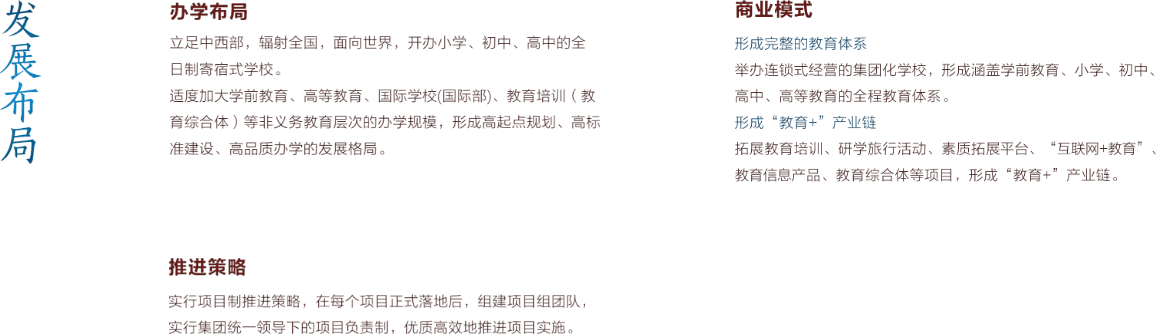 发展布局
办学布局
立足中西部，辐射全国，面向世界，开办小学、初中、高中的全
日制寄宿式学校。
适度加大学前教育、高等教育、国际学校(国际部)、教育培训（教
育综合体）等非义务教育层次的办学规模，形成高起点规划、高标
准建设、高品质办学的发展格局。
商业模式
形成完整的教育体系
举办连锁式经营的集团化学校，形成涵盖学前教育、小学、初中、
高中、高等教育的全程教育体系。
形成“教育+”产业链
拓展教育培训、研学旅行活动、素质拓展平台、“互联网+教育”、
教育信息产品、教育综合体等项目，形成“教育+”产业链。
推进策略
实行项目制推进策略，在每个项目正式落地后，组建项目组团队，
实行集团统一领导下的项目负责制，优质高效地推进项目实施。